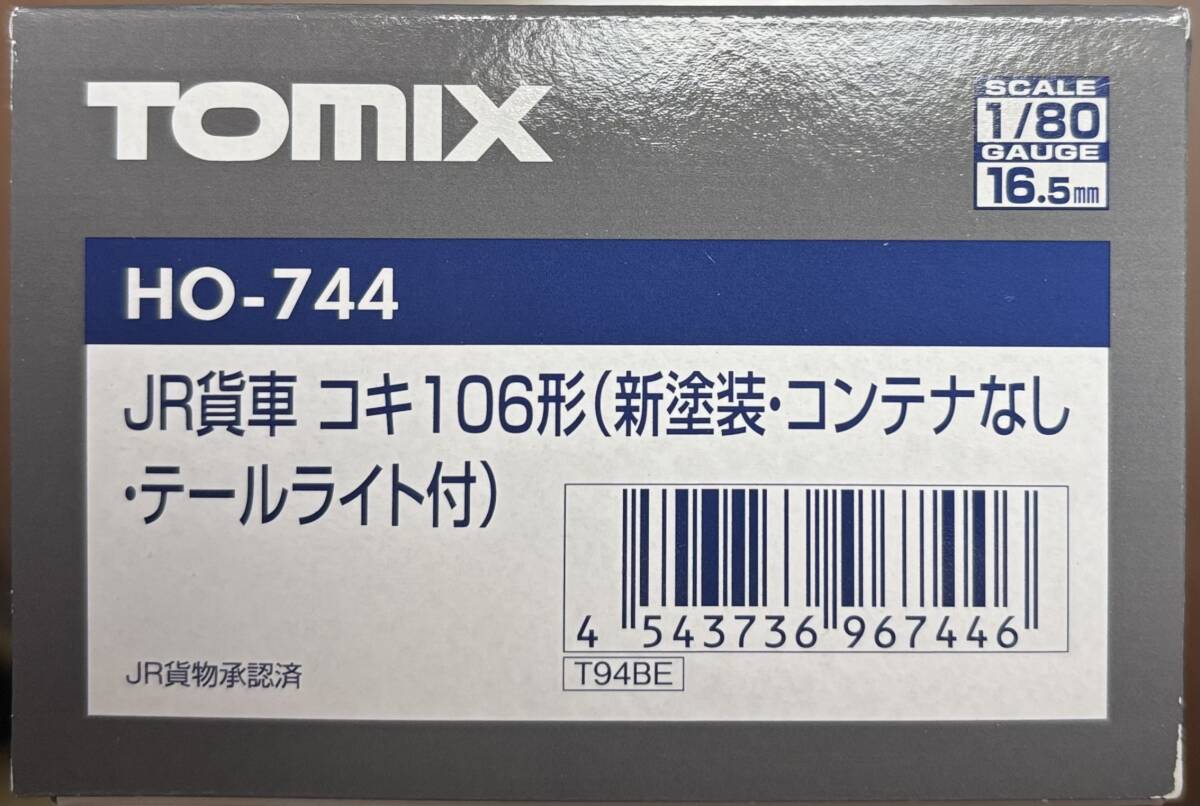 TOMIX
SCALE
1/80
GAUGE
16.5mm
HO-744
JR貨車 コキ106形(新塗装・コンテナなし
・テールライト付)
4 543736 967446
JR貨物承認済
T94BE